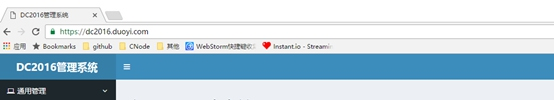 DC2016管理系统
https://dc2016.duoyi.com
应用 Bookmarks github CNode 其他 WebStorm快捷键 Instant.io - Streamin
DC2016管理系统
通用管理